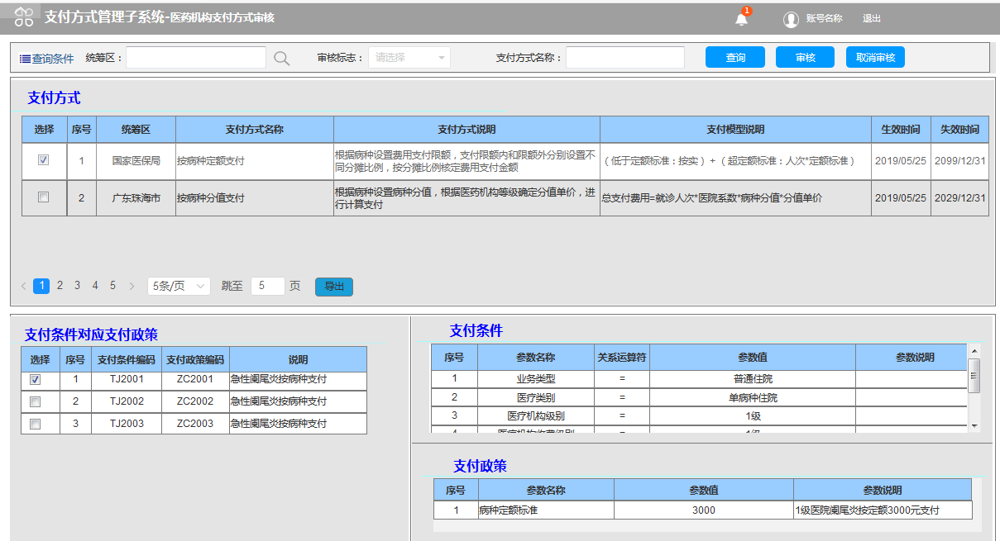 支付方式管理子系统-医药机构支付方式审核
1
账号名称 退出
查询条件 统筹区： 审核标志： 请选择 支付方式名称： 查询 审核 取消审核
支付方式
选择 序号 统筹区 支付方式名称 支付方式说明 支付模型说明 生效时间 失效时间
1 国家医保局 按病种定额支付 根据病种设置费用支付限额，支付限额内和限额外分别设置不
同分摊比例，按分摊比例核定费用支付金额
（低于定额标准：按实）+（超定额标准：人次*定额标准） 2019/05/25 2099/12/31
2 广东珠海市 按病种分值支付 根据病种设置病种分值，根据医药机构等级确定分值单价，进
行计算支付
总支付费用=就诊人次*医院系数*病种分值*分值单价 2019/05/25 2029/12/31
1 2 3 4 5 5条/页 跳至 5 页 导出
支付条件对应支付政策
选择 序号 支付条件编码 支付政策编码 说明
1 TJ2001 ZC2001 急性阑尾炎按病种支付
2 TJ2002 ZC2002 急性阑尾炎按病种支付
3 TJ2003 ZC2003 急性阑尾炎按病种支付
支付条件
序号 参数名称 关系运算符 参数值 参数说明
1 业务类型 = 普通住院
2 医疗类别 = 单病种住院
3 医疗机构级别 = 1级
4 医疗机构收费级别 = 1级
支付政策
序号 参数名称 参数值 参数说明
1 病种定额标准 3000 1级医院阑尾炎按定额3000元支付